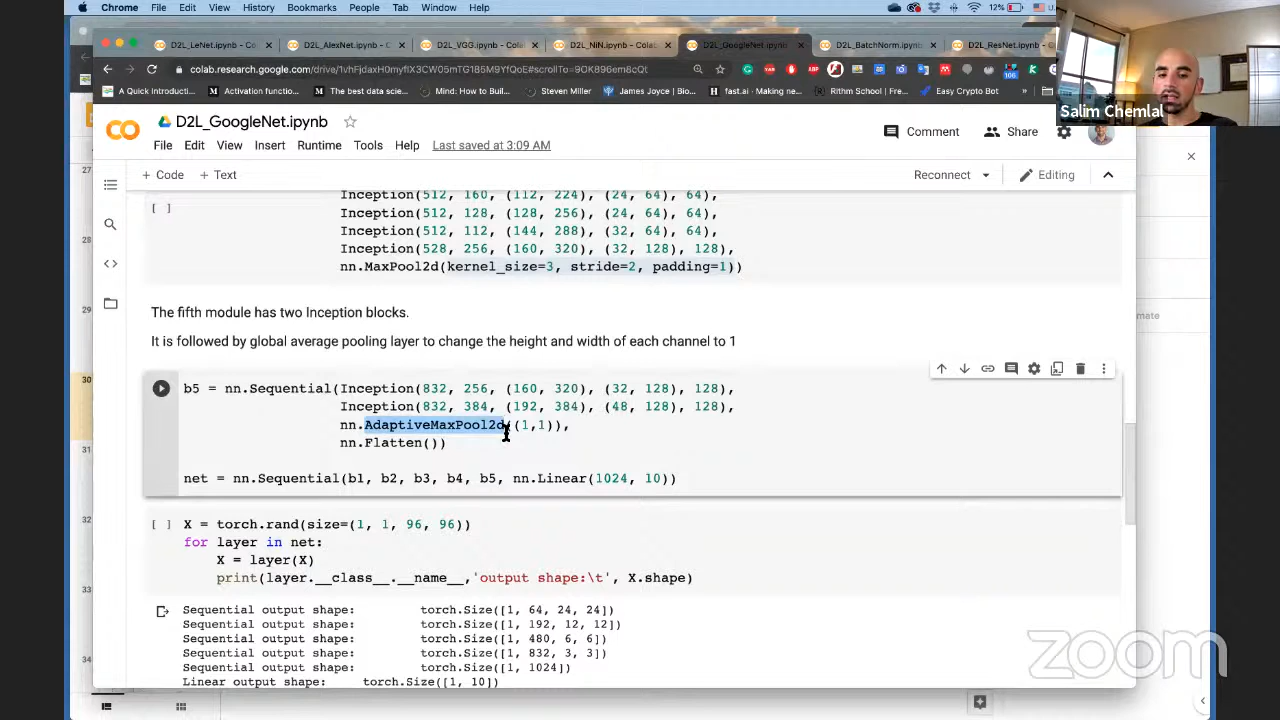 Chrome File Edit View History Bookmarks People Tab Window Help 12%
D2L_LeNet.ipynb - Co
D2L_AlexNet.ipynb - C
D2L_VGG.ipynb - Colab
D2L_NiN.ipynb - Colab
D2L_GoogleNet.ipynb
D2L_BatchNorm.ipynb
D2L_ResNet.ipynb - C
A Quick Introducti...
Activation functio...
The best data scie...
Mind: How to Buil...
Steven Miller
James Joyce | Bio...
fast.ai · Making ne...
Rithm School | Eng...
Easy Crypto Bot
Salim Chemlal
D2L_GoogleNet.ipynb
Comment
Share
File Edit View Insert Runtime Tools Help Last saved at 3:09 AM
+ Code + Text
Reconnect
Editing
Inception(512, 160, (112, 224), (24, 64), 64),
[ ]
Inception(512, 128, (128, 256), (24, 64), 64),
Inception(512, 112, (144, 288), (32, 64), 64),
Inception(528, 256, (160, 320), (32, 128), 128),
nn.MaxPool2d(kernel_size=3, stride=2, padding=1))
The fifth module has two Inception blocks.
It is followed by global average pooling layer to change the height and width of each channel to 1
b5 = nn.Sequential(Inception(832, 256, (160, 320), (32, 128), 128),
Inception(832, 384, (192, 384), (48, 128), 128),
nn.AdaptiveMaxPool2d((1,1)),
nn.Flatten())
net = nn.Sequential(b1, b2, b3, b4, b5, nn.Linear(1024, 10))
[ ] X = torch.rand(size=(1, 1, 96, 96))
for layer in net:
X = layer(X)
print(layer.__class__.__name__,'output shape:\t', X.shape)
Sequential output shape: torch.Size([1, 64, 24, 24])
Sequential output shape: torch.Size([1, 192, 12, 12])
Sequential output shape: torch.Size([1, 480, 6, 6])
Sequential output shape: torch.Size([1, 832, 3, 3])
Sequential output shape: torch.Size([1, 1024])
Linear output shape: torch.Size([1, 10])
27
28
29
30
31
32
33
34
mate
zoom